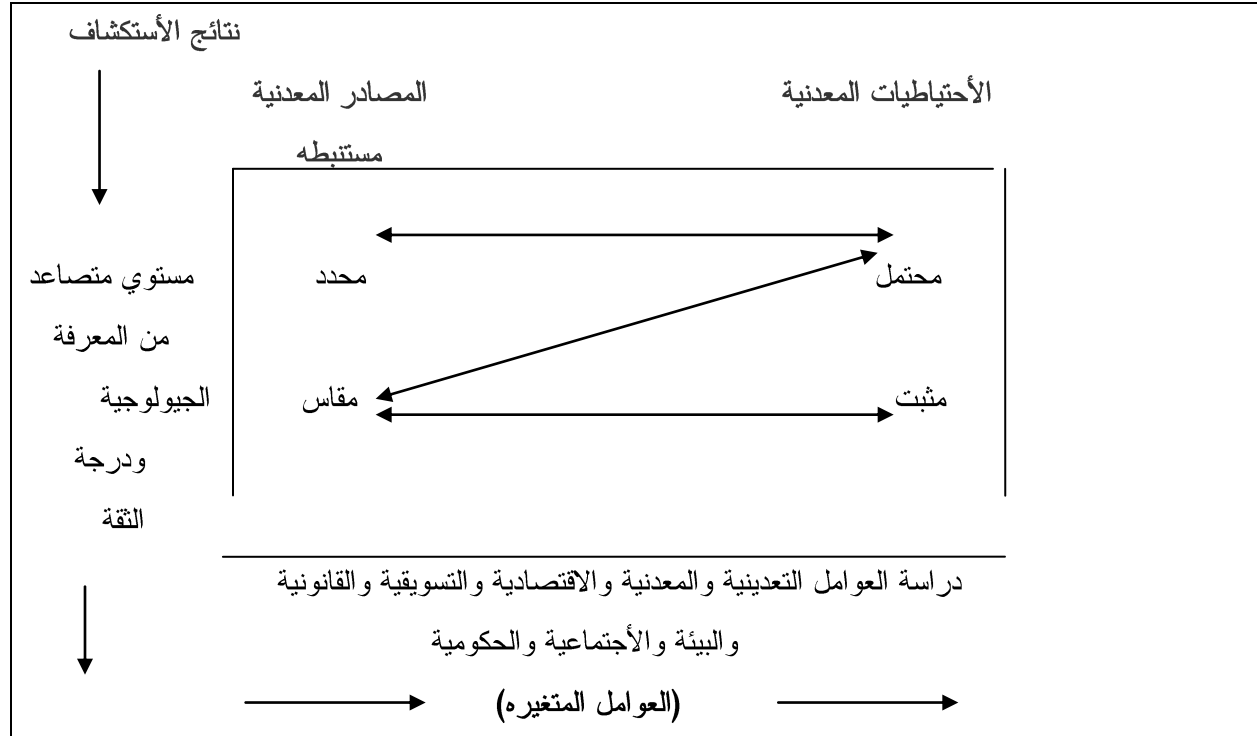 نتائج الأستكشاف
الأحتياطيات المعدنية
المصادر المعدنية
مستنبطه
محتمل
محدد
مستوي متصاعد
من المعرفة
مثبت
مقاس
الجيولوجية
ودرجة
الثقة
دراسة العوامل التعدينية والمعدنية والاقتصادية والتسويقية والقانونية
والبيئة والأجتماعية والحكومية
(العوامل المتغيره)